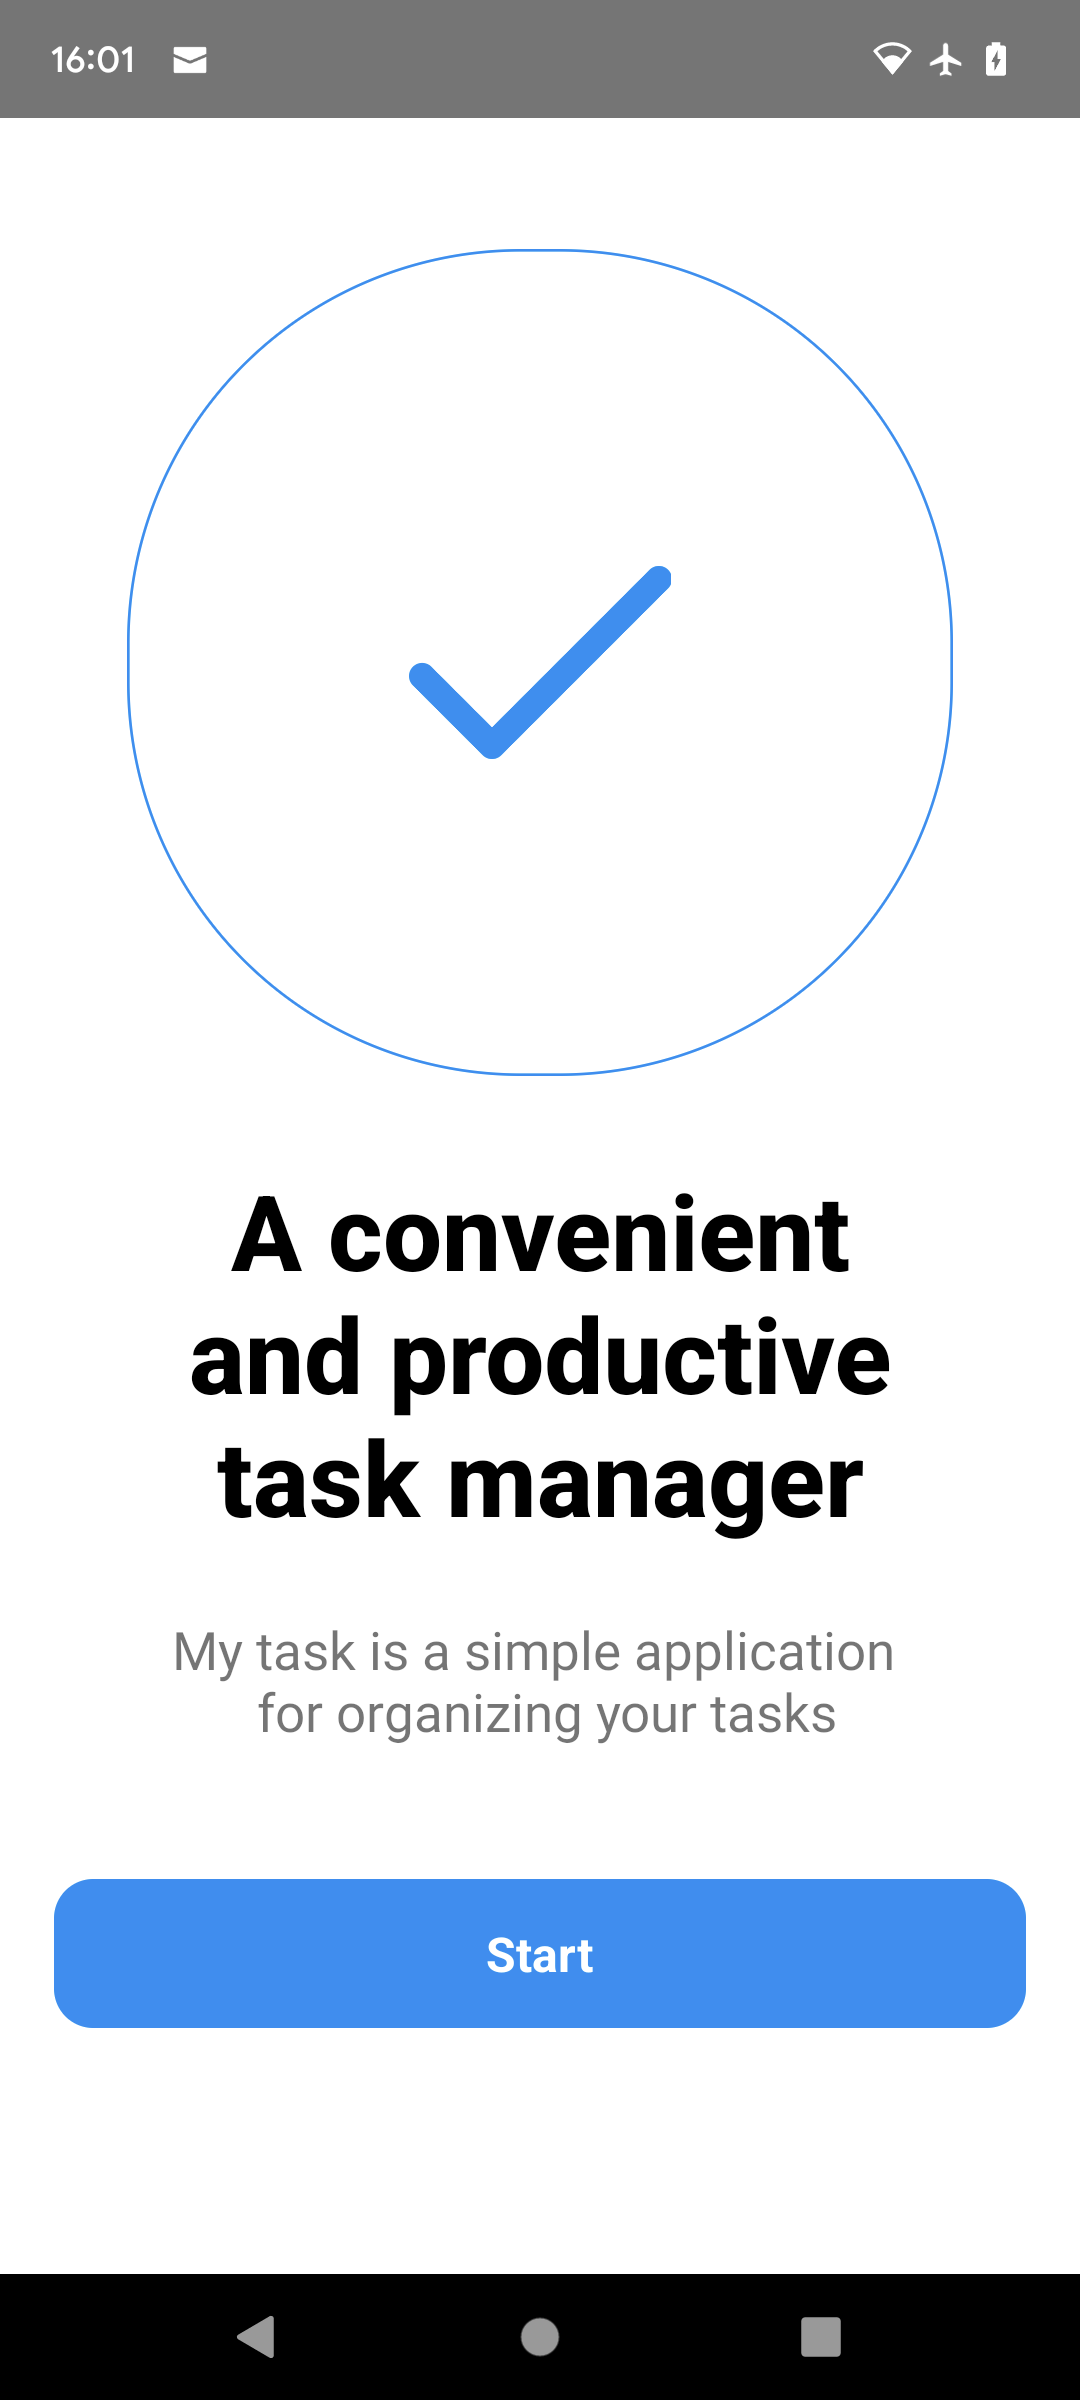 16:01
A convenient
and productive
task manager
My task is a simple application
for organizing your tasks
Start